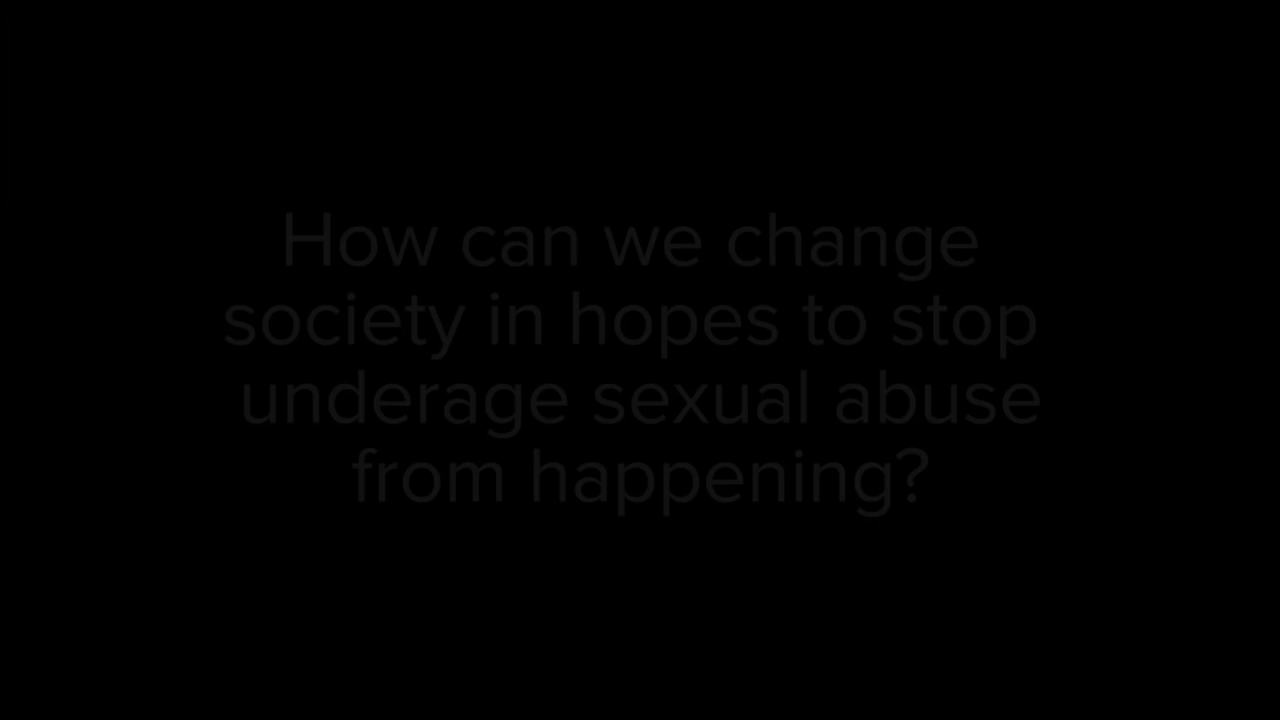 How can we change
society in hopes to stop
underage sexual abuse
from happening?